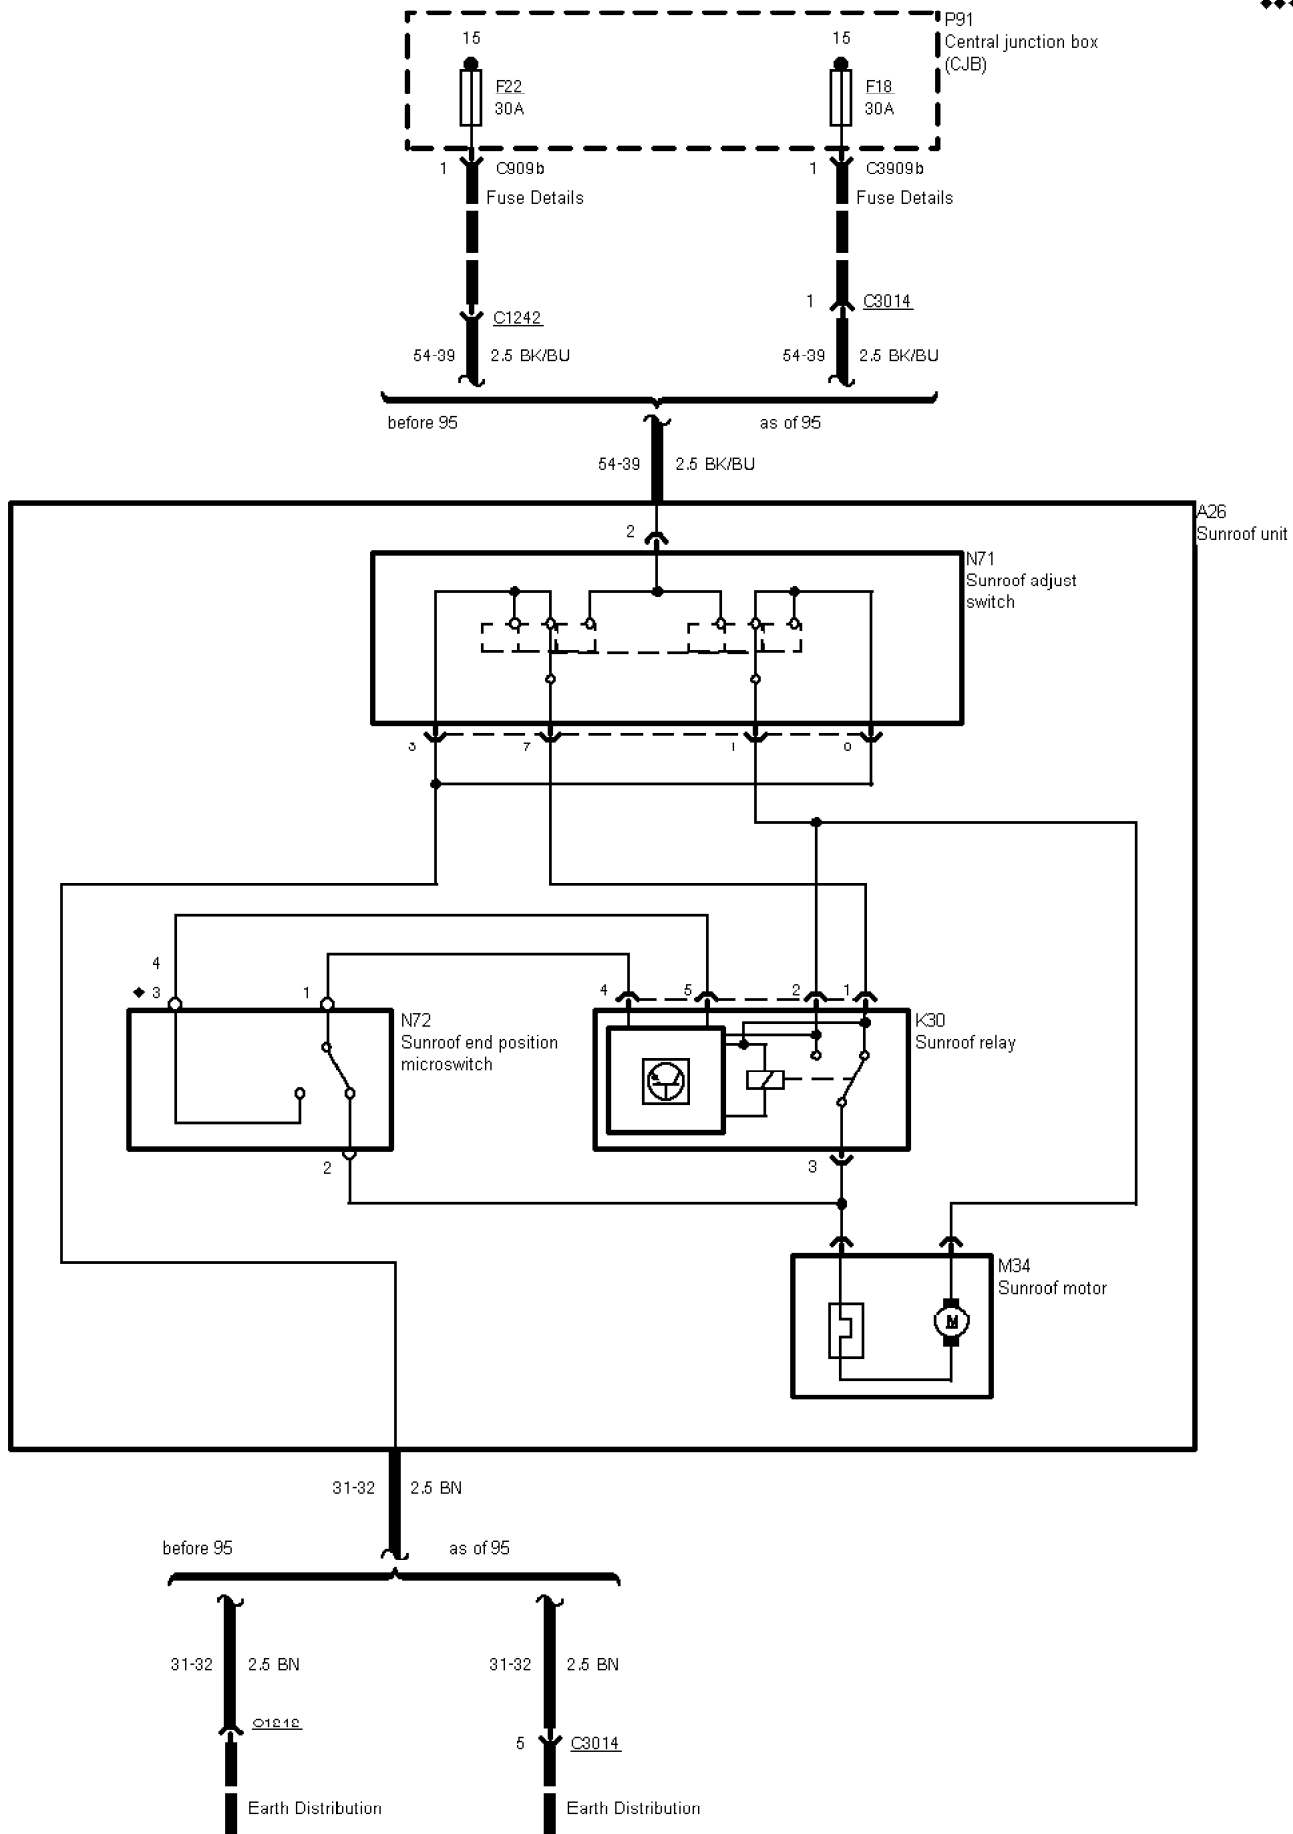 P91
Central junction box
(CJB)
15
15
F22
30A
F18
30A
1
C909b
1
C3909b
Fuse Details
Fuse Details
1
C3014
C1242
54-39
2.5 BK/BU
54-39
2.5 BK/BU
before 95
as of 95
54-39
2.5 BK/BU
A26
Sunroof unit
2
N71
Sunroof adjust
switch
7
1
4
3
1
4
5
2
1
N72
Sunroof end position
microswitch
K30
Sunroof relay
2
3
M34
Sunroof motor
M
31-32
2.5 BN
before 95
as of 95
31-32
2.5 BN
31-32
2.5 BN
5
C3014
Earth Distribution
Earth Distribution